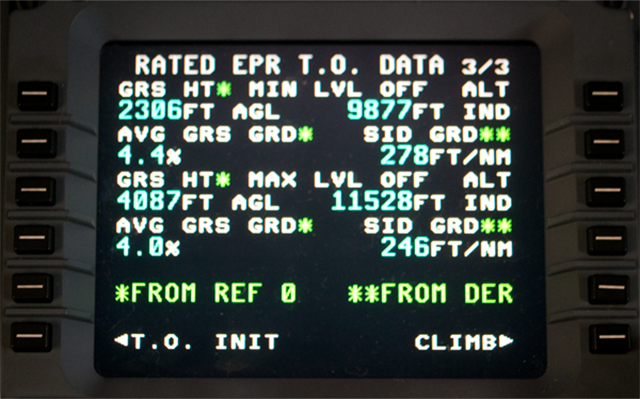 RATED EPR T.O. DATA 3/3
GRS HT* MIN LVL OFF ALT
2306FT AGL 9877FT IND
AVG GRS GRD* SID GRD**
4.4% 278FT/NM
GRS HT* MAX LVL OFF ALT
4087FT AGL 11528FT IND
AVG GRS GRD* SID GRD**
4.0% 246FT/NM
*FROM REF 0 **FROM DER
◄T.O. INIT CLIMB►